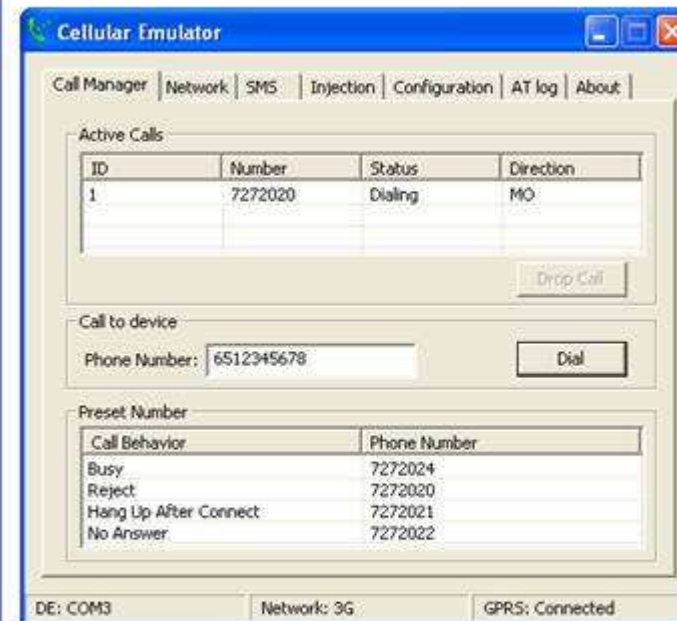 Cellular Emulator
Call Manager Network SMS Injection Configuration AT log About
Active Calls
ID Number Status Direction
1 7272020 Dialing MO
Drop Call
Call to device
Phone Number: 6512345678 Dial
Preset Number
Call Behavior Phone Number
Busy 7272024
Reject 7272020
Hang Up After Connect 7272021
No Answer 7272022
DE: COM3 Network: 3G GPRS: Connected